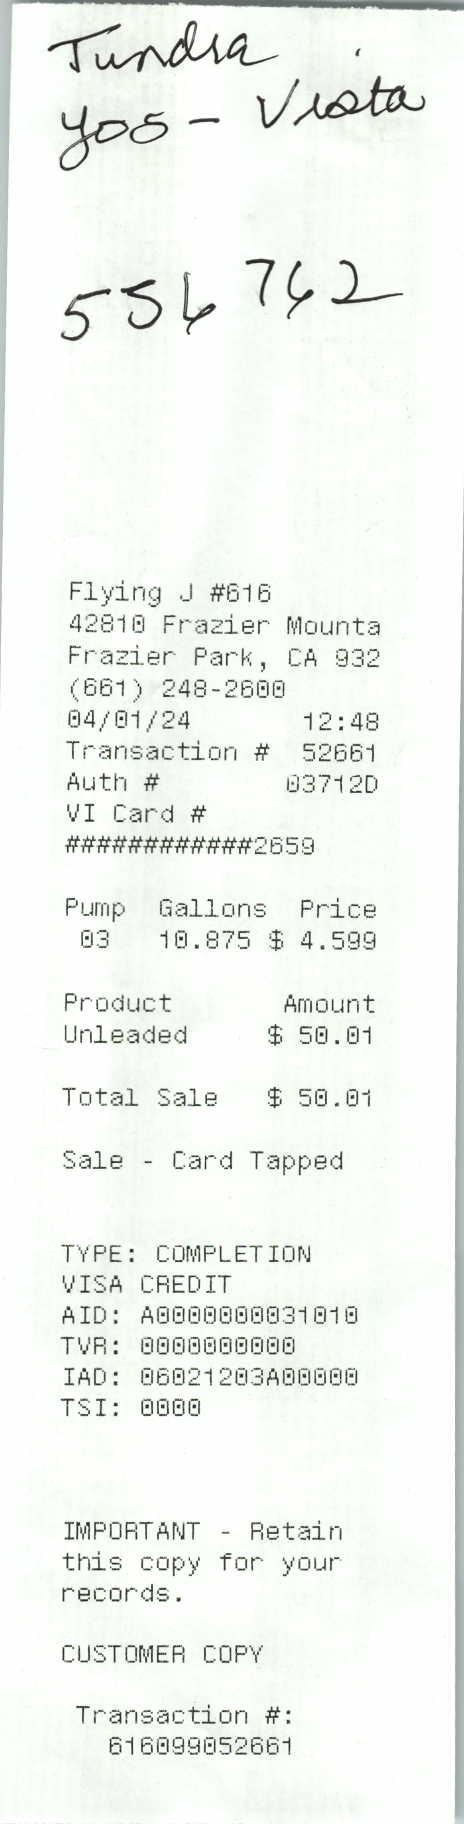 Tundra
Yos - Vista
556 762
Flying J #616
42810 Frazier Mounta
Frazier Park, CA 932
(661) 248-2600
04/01/24 12:48
Transaction # 52661
Auth # 03712D
VI Card #
############2659
Pump Gallons Price
03 10.875 $ 4.599
Product Amount
Unleaded $ 50.01
Total Sale $ 50.01
Sale - Card Tapped
TYPE: COMPLETION
VISA CREDIT
AID: A0000000031010
TVR: 0000000000
IAD: 06021203A00000
TSI: 0000
IMPORTANT - Retain
this copy for your
records.
CUSTOMER COPY
Transaction #:
616099052661